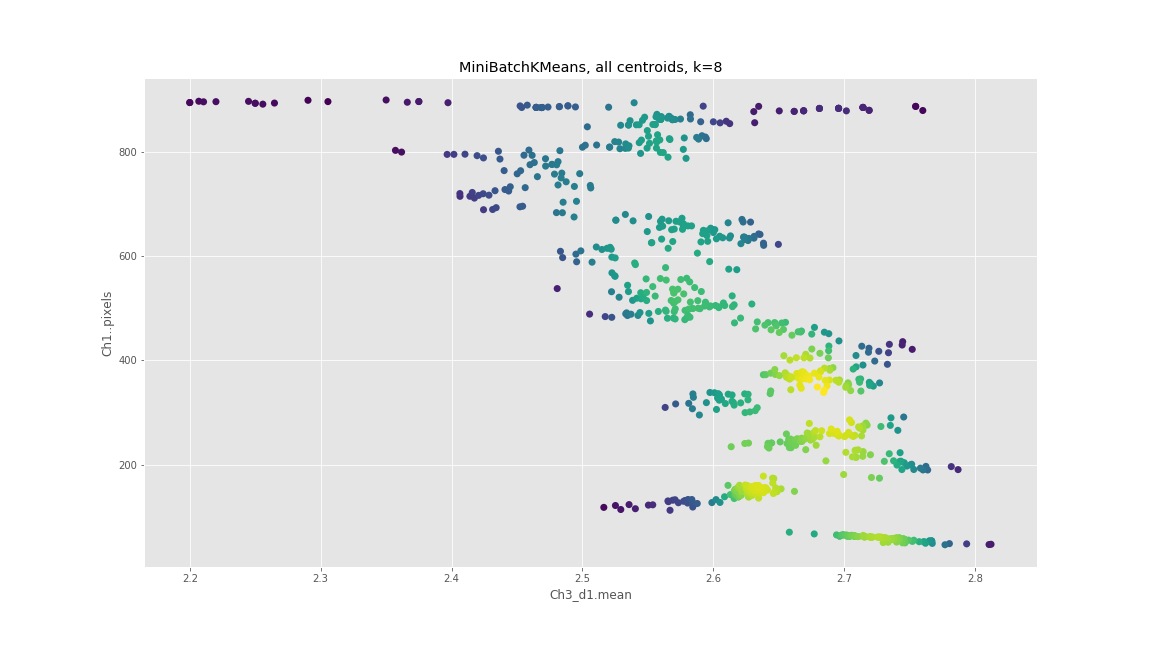 MiniBatchKMeans, all centroids, k=8
Ch1..pixels
800
600
400
200
2.2 2.3 2.4 2.5 2.6 2.7 2.8
Ch3_d1.mean